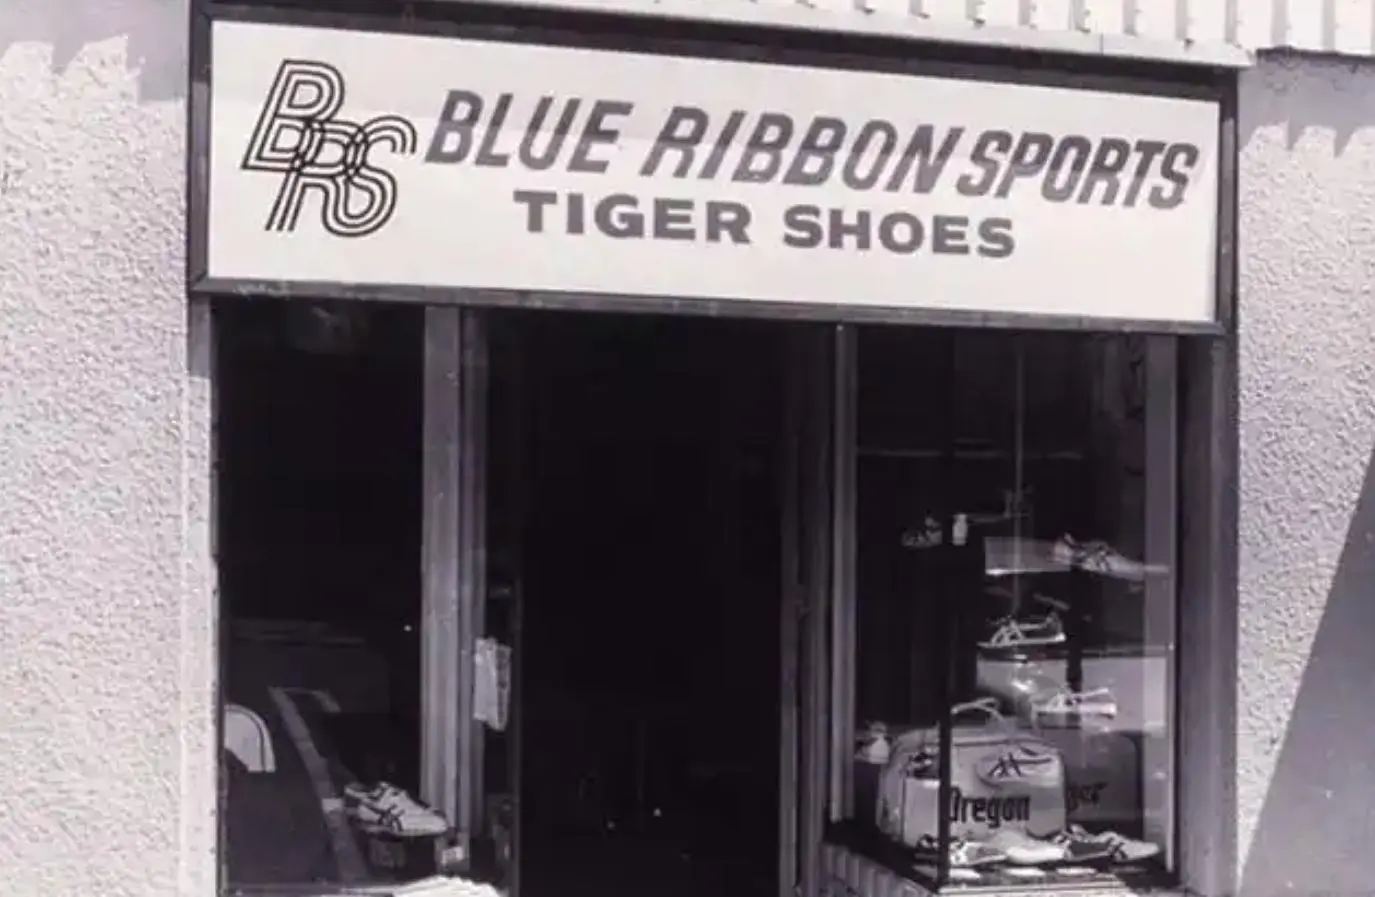 BRS
BLUE RIBBON SPORTS
TIGER SHOES
Oregon